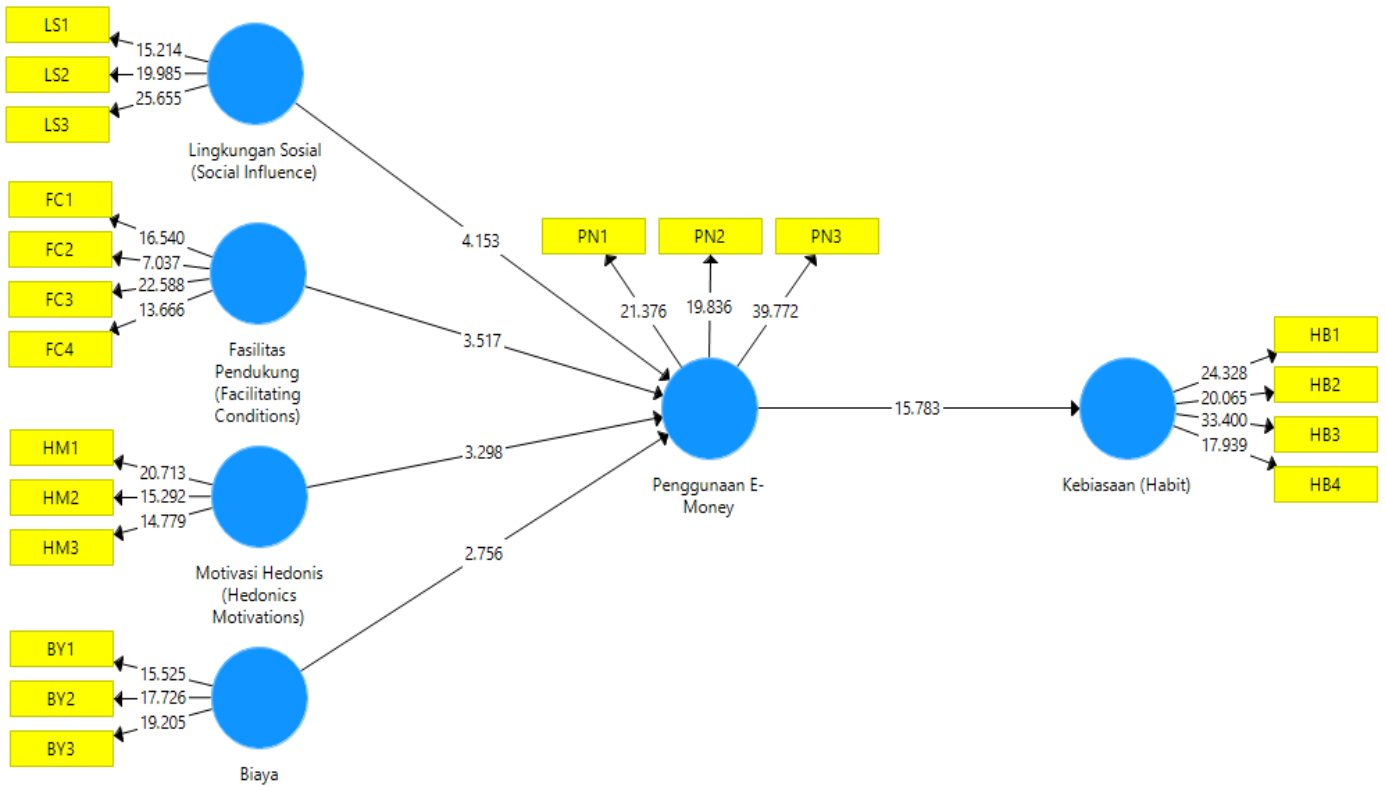 LS1
LS2
LS3
15.214
19.985
25.655
Lingkungan Sosial
(Social Influence)
4.153
FC1
FC2
FC3
FC4
16.540
7.037
22.588
13.666
Fasilitas
Pendukung
(Facilitating
Conditions)
3.517
HM1
HM2
HM3
20.713
15.292
14.779
Motivasi Hedonis
(Hedonics
Motivations)
3.298
BY1
BY2
BY3
15.525
17.726
19.205
Biaya
2.756
PN1
PN2
PN3
21.376
19.836
39.772
Penggunaan E-
Money
15.783
Kebiasaan (Habit)
24.328
20.065
33.400
17.939
HB1
HB2
HB3
HB4